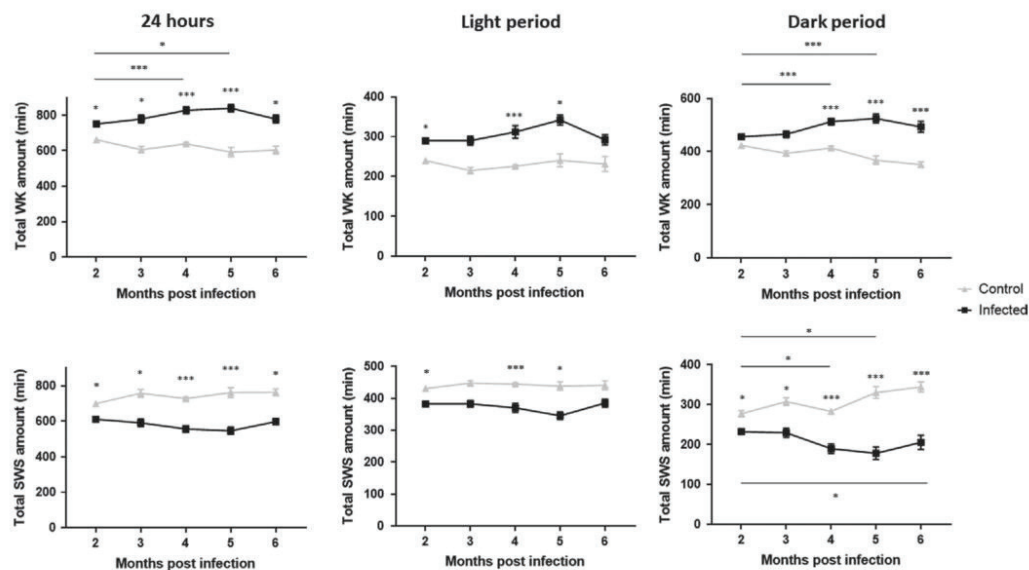 24 hours
Light period
Dark period
*
***
* * *** *** *
Total WK amount (min)
800
600
400
200
0
2 3 4 5 6
Months post infection
* *** *
Total WK amount (min)
400
300
200
100
0
2 3 4 5 6
Months post infection
***
***
*** *** ***
Total WK amount (min)
600
400
200
0
2 3 4 5 6
Months post infection
Control
Infected
* * *** *** *
Total SWS amount (min)
800
600
400
200
0
2 3 4 5 6
Months post infection
* *** *
Total SWS amount (min)
500
400
300
200
100
0
2 3 4 5 6
Months post infection
*
*
* * *** *** ***
*
Total SWS amount (min)
400
300
200
100
0
2 3 4 5 6
Months post infection